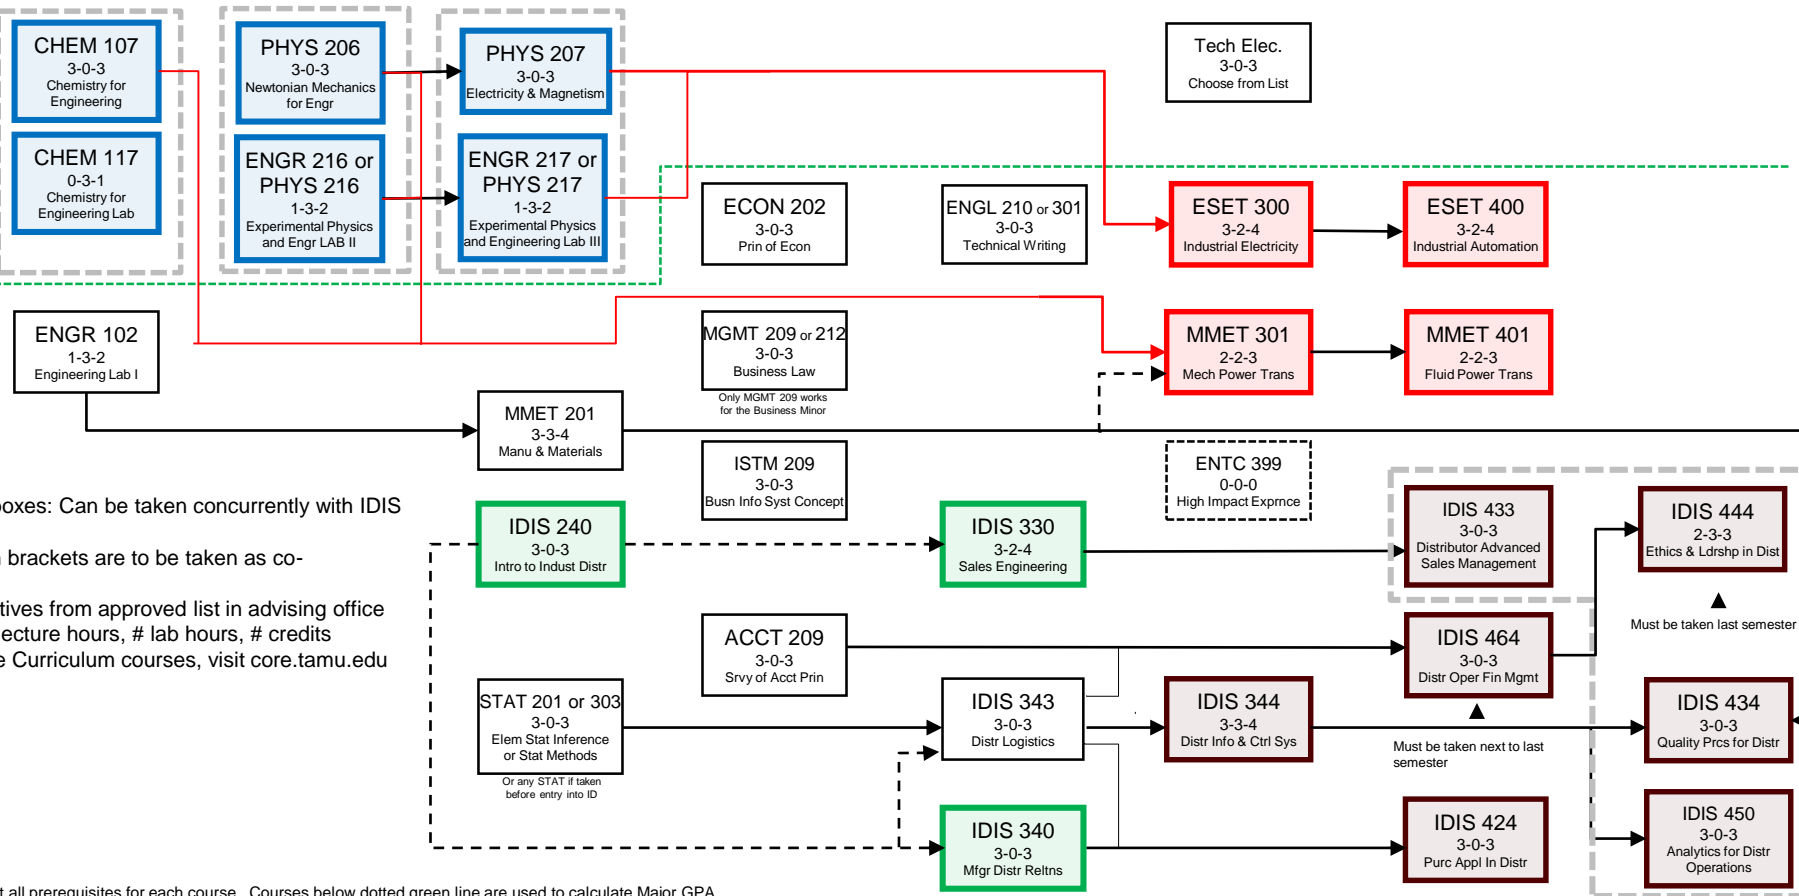 CHEM 107
3-0-3
Chemistry for
Engineering
CHEM 117
0-3-1
Chemistry for
Engineering Lab
PHYS 206
3-0-3
Newtonian Mechanics
for Engr
ENGR 216 or
PHYS 216
1-3-2
Experimental Physics
and Engr LAB II
PHYS 207
3-0-3
Electricity & Magnetism
ENGR 217 or
PHYS 217
1-3-2
Experimental Physics
and Engineering Lab III
Tech Elec.
3-0-3
Choose from List
ECON 202
3-0-3
Prin of Econ
ENGL 210 or 301
3-0-3
Technical Writing
ESET 300
3-2-4
Industrial Electricity
ESET 400
3-2-4
Industrial Automation
ENGR 102
1-3-2
Engineering Lab I
MGMT 209 or 212
3-0-3
Business Law
Only MGMT 209 works
for the Business Minor
MMET 301
2-2-3
Mech Power Trans
MMET 401
2-2-3
Fluid Power Trans
MMET 201
3-3-4
Manu & Materials
ISTM 209
3-0-3
Busn Info Syst Concept
ENTC 399
0-0-0
High Impact Exprnce
oxes: Can be taken concurrently with IDIS
brackets are to be taken as co-
tives from approved list in advising office
ecture hours, # lab hours, # credits
e Curriculum courses, visit core.tamu.edu
IDIS 240
3-0-3
Intro to Indust Distr
IDIS 330
3-2-4
Sales Engineering
IDIS 433
3-0-3
Distributor Advanced
Sales Management
IDIS 444
2-3-3
Ethics & Ldrshp in Dist
Must be taken last semester
ACCT 209
3-0-3
Srvy of Acct Prin
IDIS 464
3-0-3
Distr Oper Fin Mgmt
Must be taken next to last
semester
STAT 201 or 303
3-0-3
Elem Stat Inference
or Stat Methods
Or any STAT if taken
before entry into ID
IDIS 343
3-0-3
Distr Logistics
IDIS 344
3-3-4
Distr Info & Ctrl Sys
IDIS 434
3-0-3
Quality Prcs for Distr
IDIS 340
3-0-3
Mfgr Distr Reltns
IDIS 424
3-0-3
Purc Appl In Distr
IDIS 450
3-0-3
Analytics for Distr
Operations
t all prerequisites for each course. Courses below dotted green line are used to calculate Major GPA